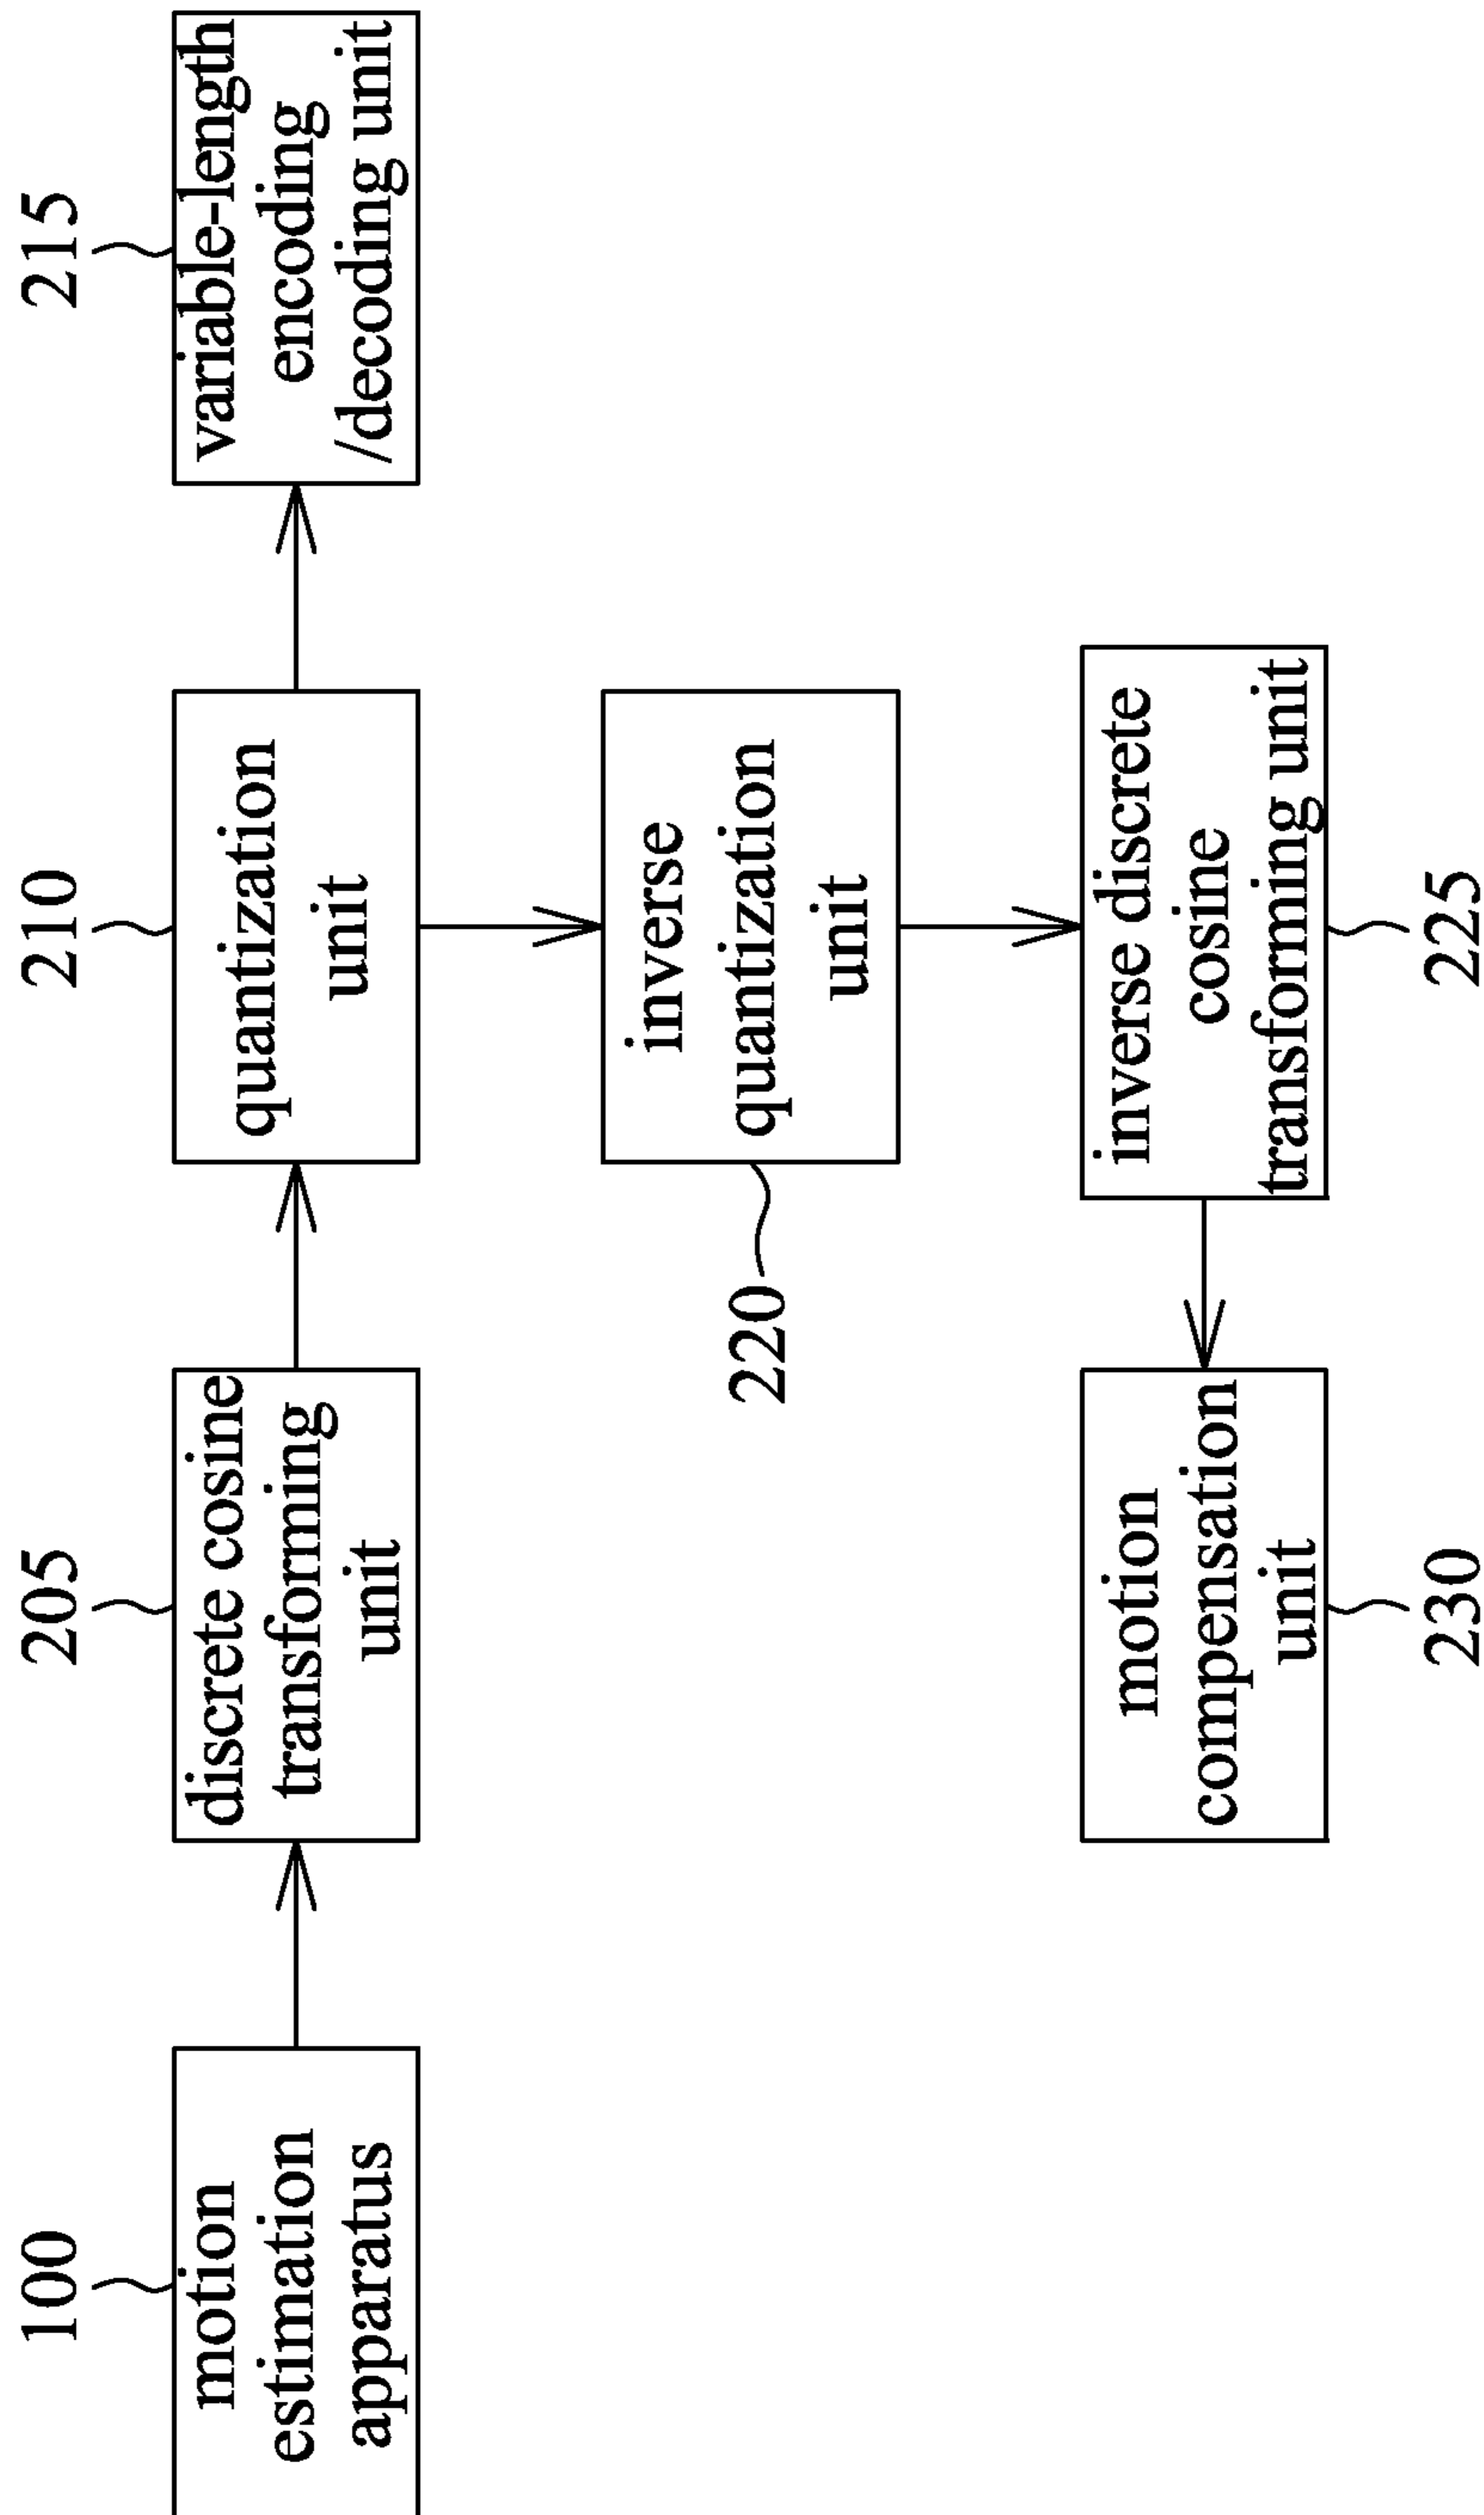 100
motion
estimation
apparatus
205
discrete cosine
transforming
unit
210
quantization
unit
215
variable-length
encoding
/decoding unit
220
inverse
quantization
unit
motion
compensation
unit
230
inverse discrete
cosine
transforming unit
225